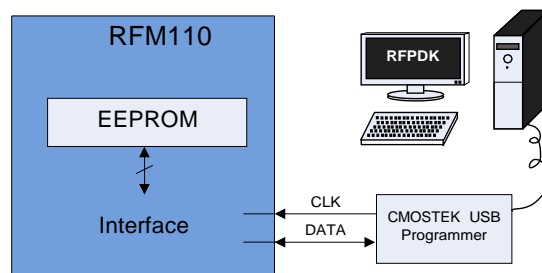 RFM110
EEPROM
Interface
RFPDK
CLK
DATA
CMOSTEK USB
Programmer